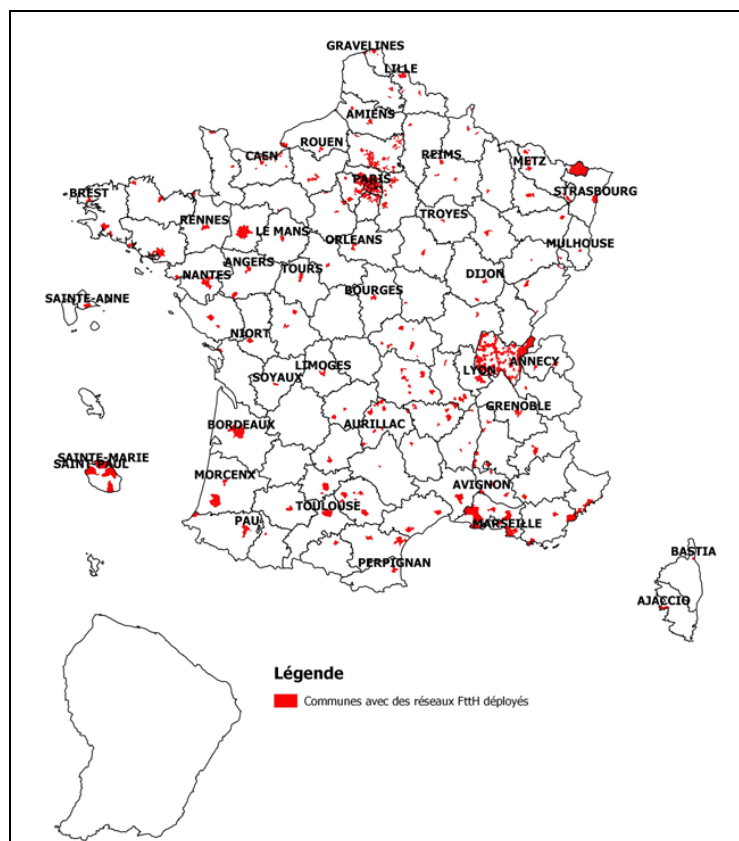 GRAVELINES
LILLE
AMIENS
ROUEN
CAEN
REIMS
METZ
PARIS
STRASBOURG
BREST
RENNES
LE MANS
TROYES
ORLEANS
MULHOUSE
ANGERS
TOURS
DIJON
NANTES
BOURGES
SAINTE-ANNE
NIORT
LIMOGES
ANNECY
LYON
SOYAUX
GRENOBLE
BORDEAUX
AURILLAC
SAINTE-MARIE
SAINT-PAUL
MORCENX
AVIGNON
TOULOUSE
PAU
MARSEILLE
PERPIGNAN
BASTIA
AJACCIO
Légende
Communes avec des réseaux FttH déployés